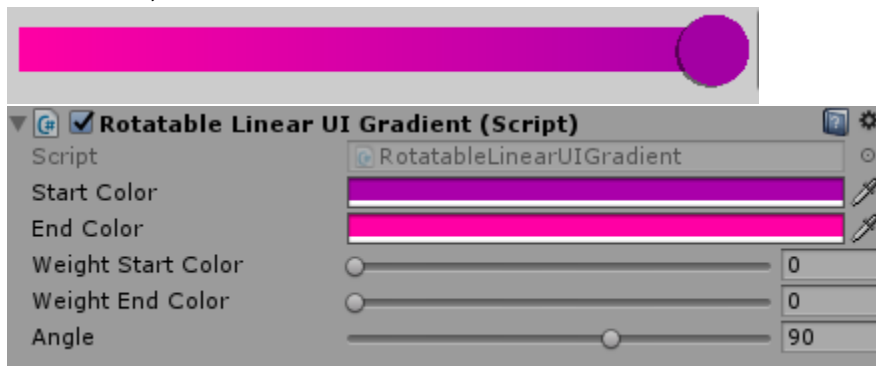 Rotatable Linear UI Gradient (Script)
Script RotatableLinearUIGradient
Start Color
End Color
Weight Start Color 0
Weight End Color 0
Angle 90